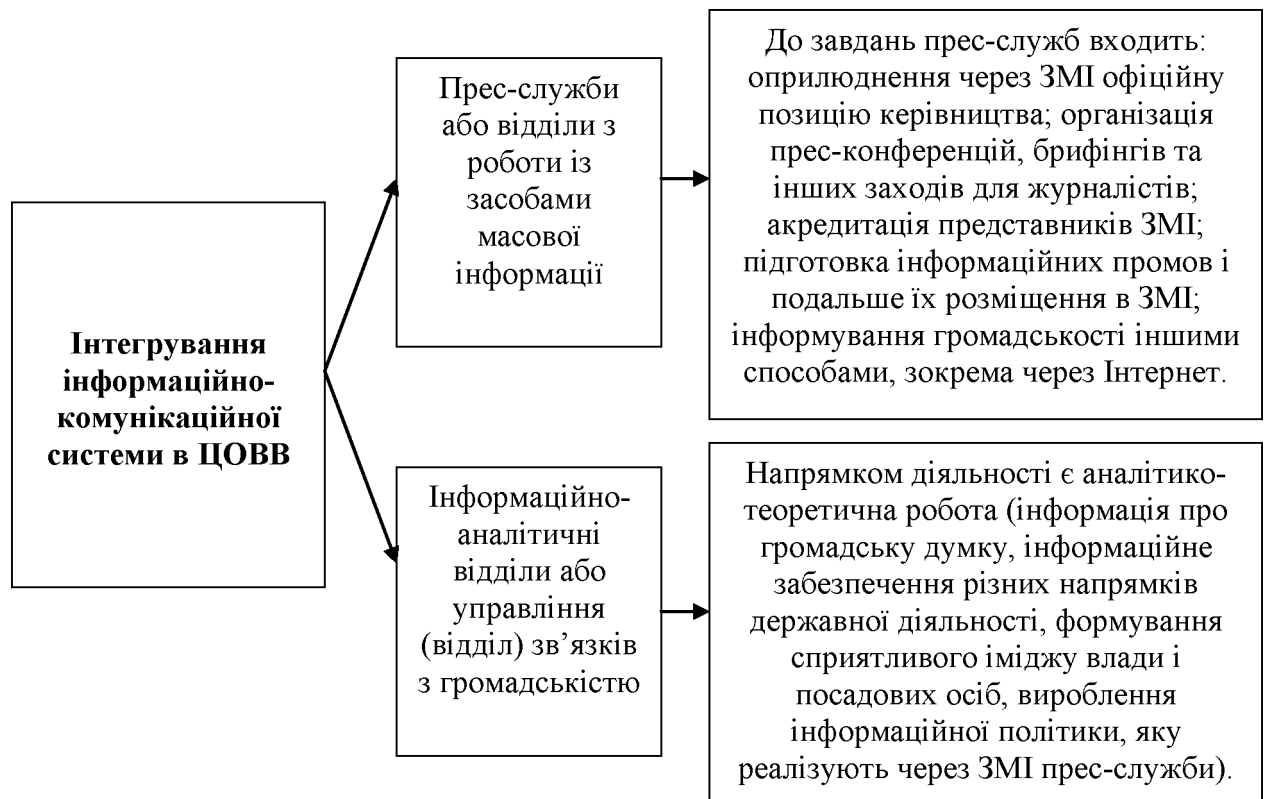 Інтегрування
інформаційно-
комунікаційної
системи в ЦОВВ
Прес-служби
або відділи з
роботи із
засобами
масової
інформації
До завдань прес-служб входить:
оприлюднення через ЗМІ офіційну
позицію керівництва; організація
прес-конференцій, брифінгів та
інших заходів для журналістів;
акредитація представників ЗМІ;
підготовка інформаційних промов і
подальше їх розміщення в ЗМІ;
інформування громадськості іншими
способами, зокрема через Інтернет.
Інформаційно-
аналітичні
відділи або
управління
(відділ) зв’язків
з громадськістю
Напрямком діяльності є аналітико-
теоретична робота (інформація про
громадську думку, інформаційне
забезпечення різних напрямків
державної діяльності, формування
сприятливого іміджу влади і
посадових осіб, вироблення
інформаційної політики, яку
реалізують через ЗМІ прес-служби).